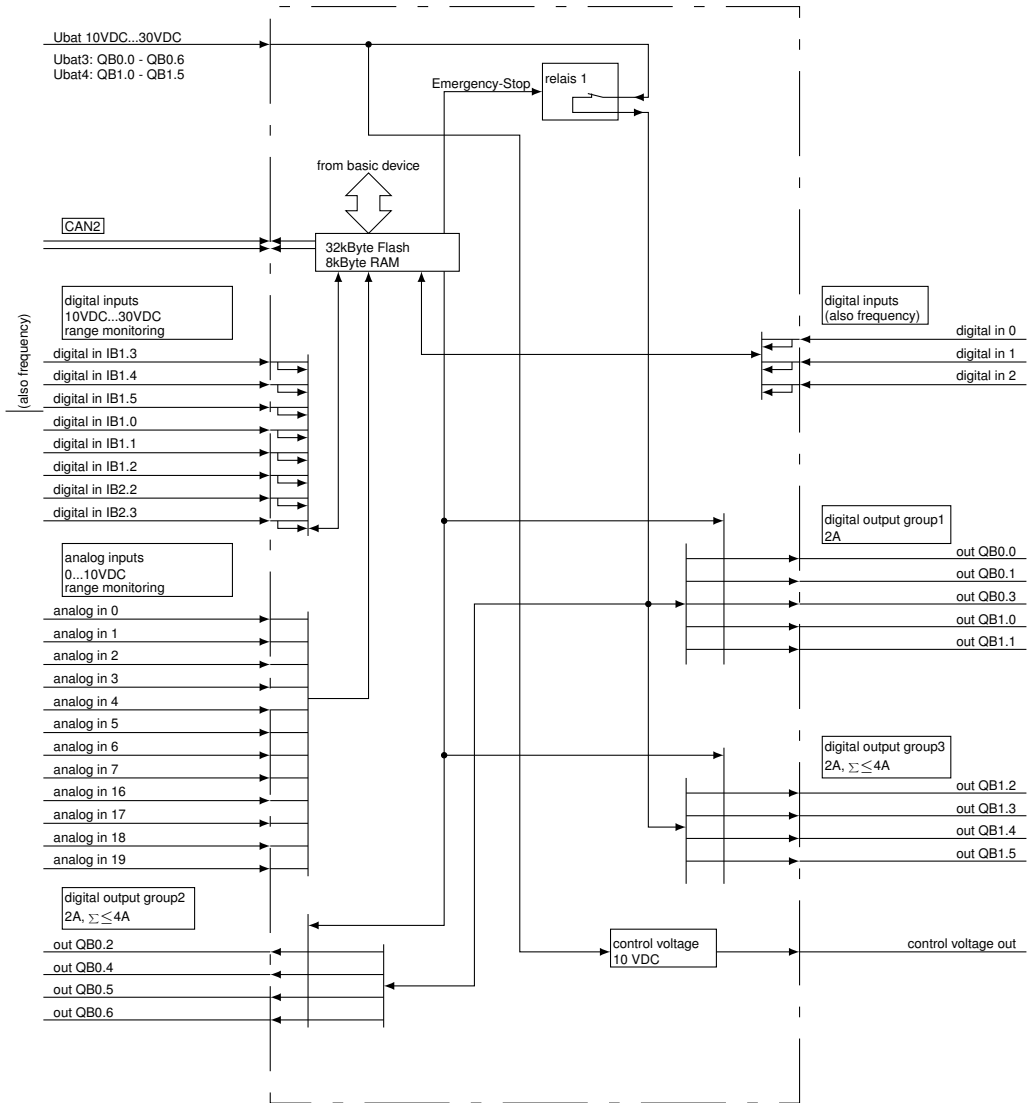 Ubat 10VDC...30VDC
Ubat3: QB0.0 - QB0.6
Ubat4: QB1.0 - QB1.5
relais 1
Emergency-Stop
from basic device
CAN2
32kByte Flash
8kByte RAM
digital inputs
10VDC...30VDC
range monitoring
(also frequency)
digital in IB1.3
digital in IB1.4
digital in IB1.5
digital in IB1.0
digital in IB1.1
digital in IB1.2
digital in IB2.2
digital in IB2.3
digital inputs
(also frequency)
digital in 0
digital in 1
digital in 2
analog inputs
0...10VDC
range monitoring
analog in 0
analog in 1
analog in 2
analog in 3
analog in 4
analog in 5
analog in 6
analog in 7
analog in 16
analog in 17
analog in 18
analog in 19
digital output group1
2A
out QB0.0
out QB0.1
out QB0.3
out QB1.0
out QB1.1
digital output group3
2A, ∑≤4A
out QB1.2
out QB1.3
out QB1.4
out QB1.5
digital output group2
2A, ∑≤4A
out QB0.2
out QB0.4
out QB0.5
out QB0.6
control voltage
10 VDC
control voltage out